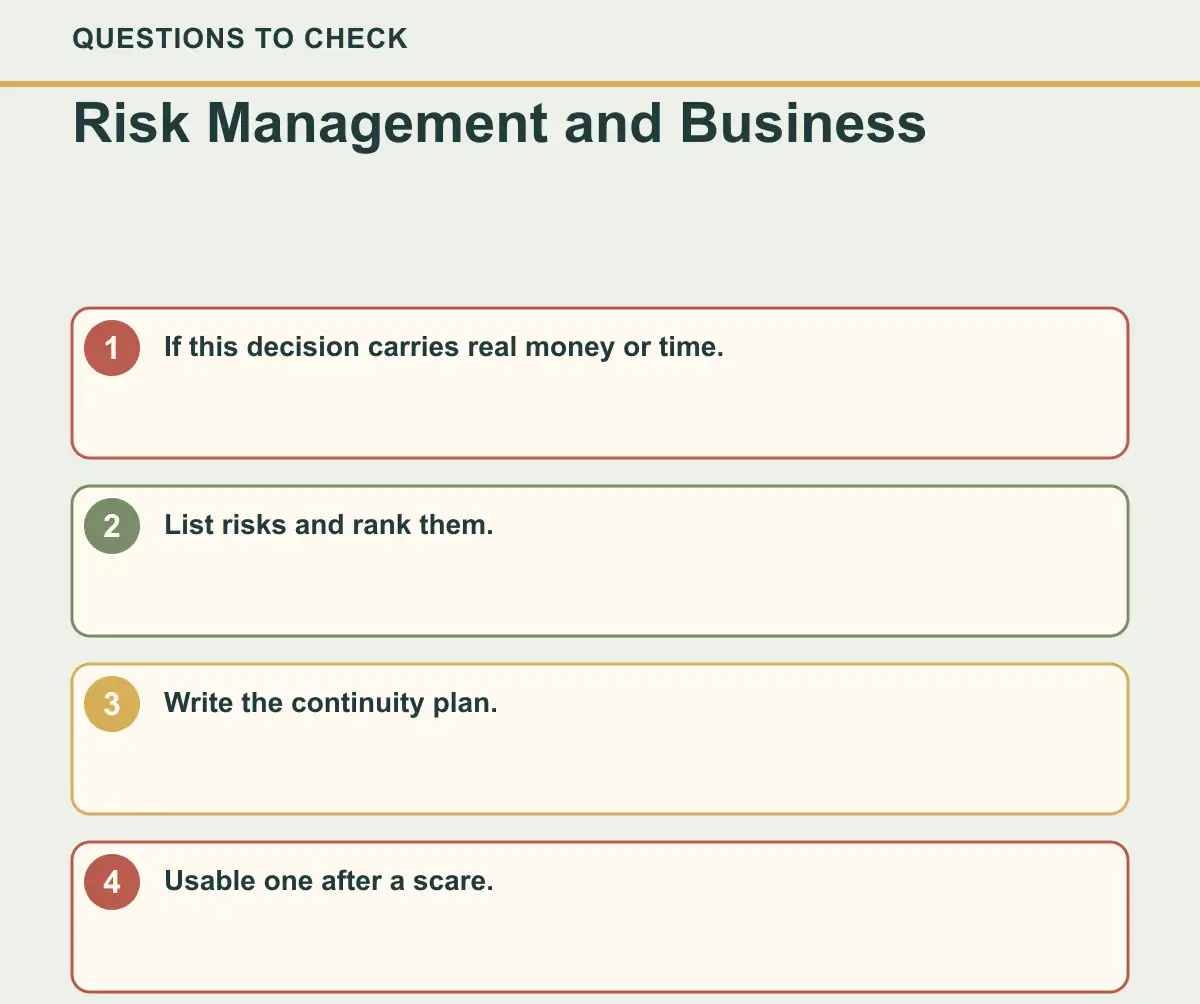 QUESTIONS TO CHECK
Risk Management and Business
1
If this decision carries real money or time.
2
List risks and rank them.
3
Write the continuity plan.
4
Usable one after a scare.